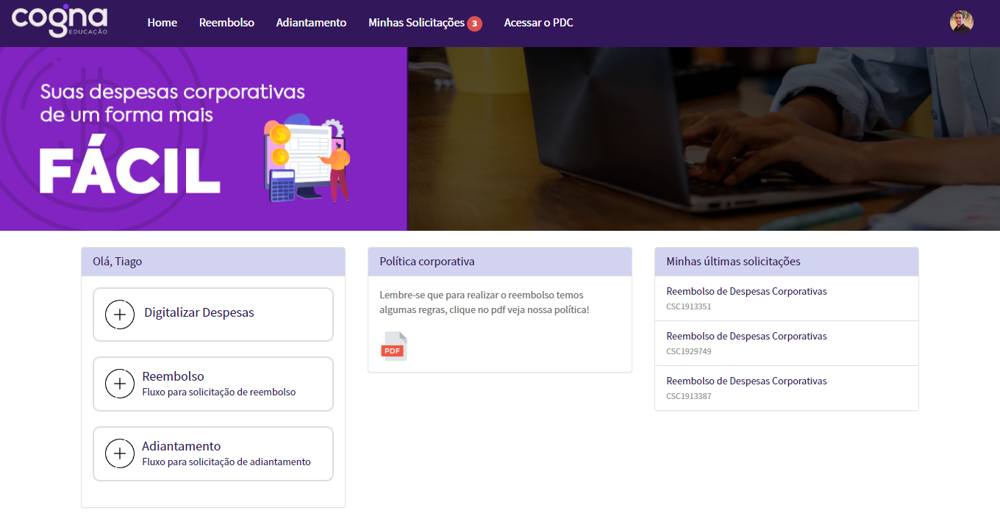 cogna
EDUCAÇÃO
Home
Reembolso
Adiantamento
Minhas Solicitações 3
Acessar o PDC
Suas despesas corporativas
de um forma mais
FÁCIL
Olá, Tiago
Digitalizar Despesas
Reembolso
Fluxo para solicitação de reembolso
Adiantamento
Fluxo para solicitação de adiantamento
Política corporativa
Lembre-se que para realizar o reembolso temos
algumas regras, clique no pdf veja nossa política!
PDF
Minhas últimas solicitações
Reembolso de Despesas Corporativas
CSC1913351
Reembolso de Despesas Corporativas
CSC1929749
Reembolso de Despesas Corporativas
CSC1913387